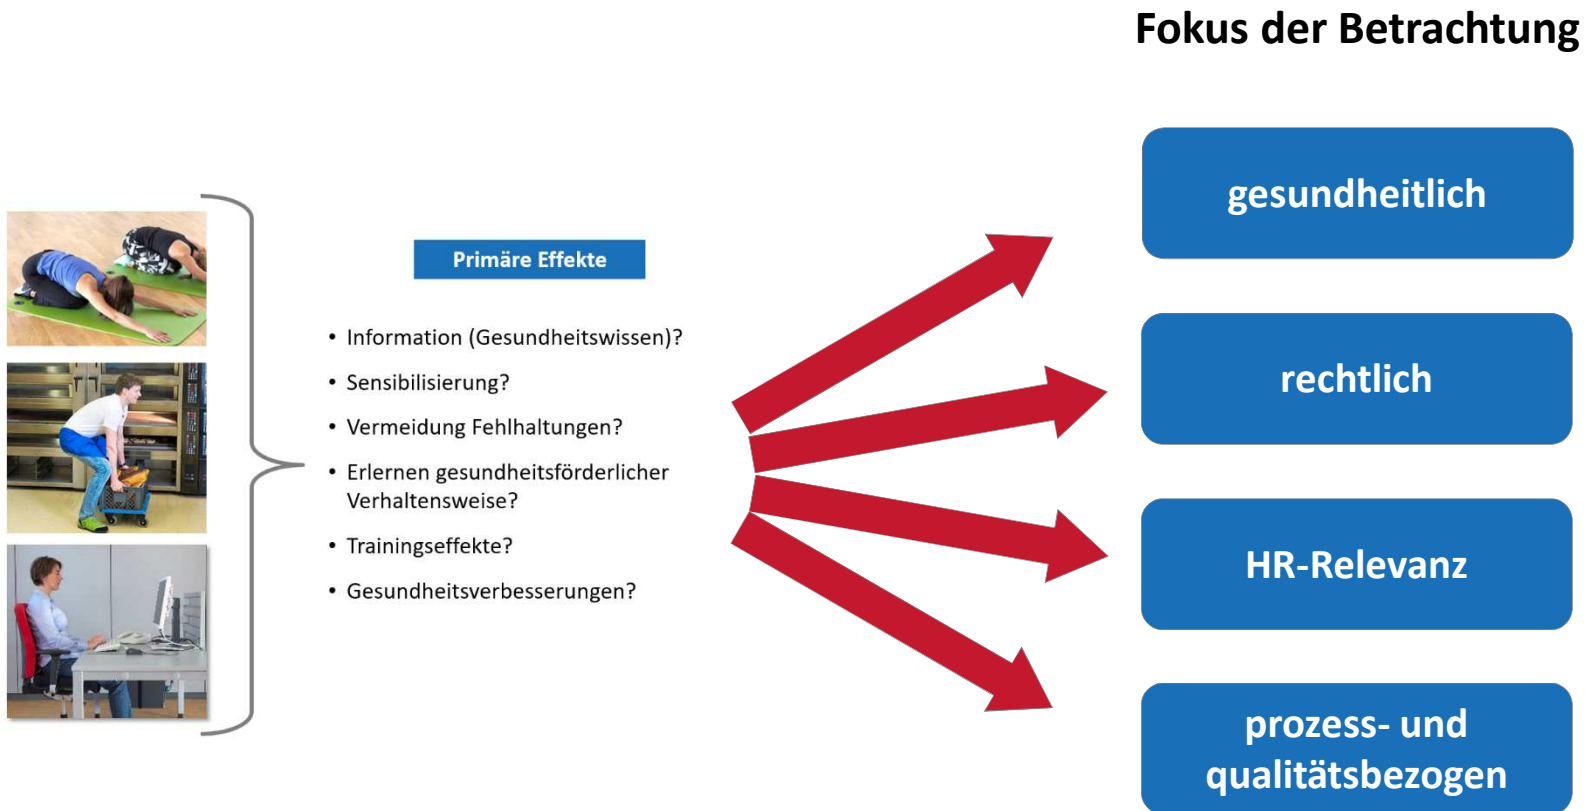 Fokus der Betrachtung
Primäre Effekte
• Information (Gesundheitswissen)?
• Sensibilisierung?
• Vermeidung Fehlhaltungen?
• Erlernen gesundheitsförderlicher
Verhaltensweise?
• Trainingseffekte?
• Gesundheitsverbesserungen?
gesundheitlich
rechtlich
HR-Relevanz
prozess- und
qualitätsbezogen